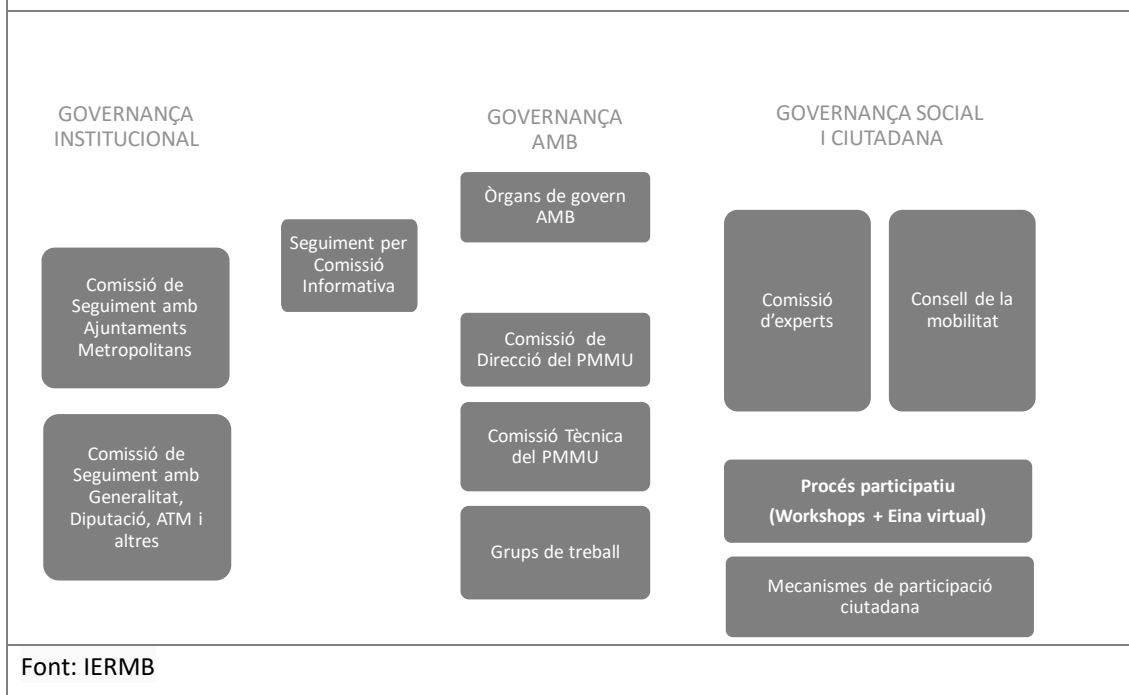 GOVERNANÇA
INSTITUCIONAL
Comissió de
Seguiment amb
Ajuntaments
Metropolitans
Comissió de
Seguiment amb
Generalitat,
Diputació, ATM i
altres
Seguiment per
Comissió
Informativa
GOVERNANÇA
AMB
Òrgans de govern
AMB
Comissió de
Direcció del PMMU
Comissió Tècnica
del PMMU
Grups de treball
GOVERNANÇA SOCIAL
I CIUTADANA
Comissió
d'experts
Consell de la
mobilitat
Procés participatiu
(Workshops + Eina virtual)
Mecanismes de participació
ciutadana
Font: IERMB